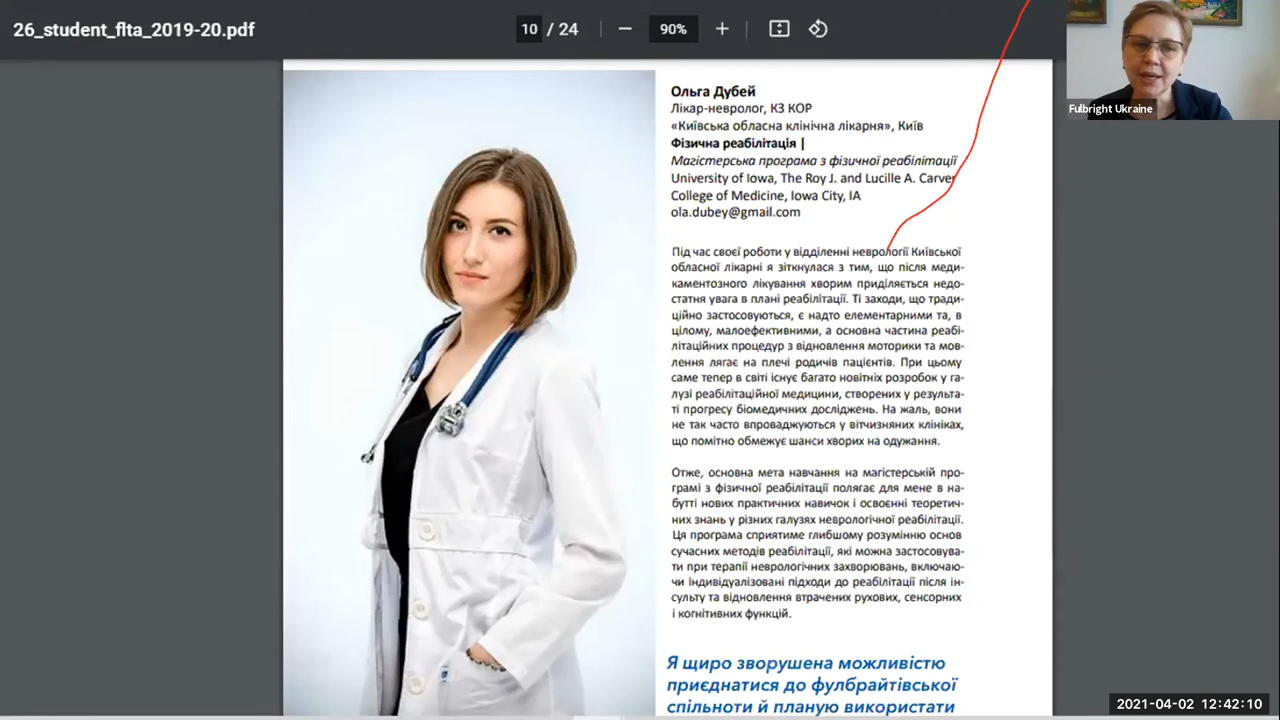 26_student_flta_2019-20.pdf
10 / 24
90%
Fulbright Ukraine
Ольга Дубей
Лікар-невролог, КЗ КОР
«Київська обласна клінічна лікарня», Київ
Фізична реабілітація |
Магістерська програма з фізичної реабілітації
University of Iowa, The Roy J. and Lucille A. Carver
College of Medicine, Iowa City, IA
ola.dubey@gmail.com
Під час своєї роботи у відділенні неврології Київської
обласної лікарні я зіткнулася з тим, що після меди-
каментозного лікування хворим приділяється недо-
статня увага в плані реабілітації. Ті заходи, що тради-
ційно застосовуються, є надто елементарними та, в
цілому, малоефективними, а основна частина реабі-
літаційних процедур з відновлення моторики та мов-
лення лягає на плечі родичів пацієнтів. При цьому
саме тепер в світі існує багато новітніх розробок у га-
лузі реабілітаційної медицини, створених у результа-
ті прогресу біомедичних досліджень. На жаль, вони
не так часто впроваджуються у вітчизняних клініках,
що помітно обмежує шанси хворих на одужання.
Отже, основна мета навчання на магістерській про-
грамі з фізичної реабілітації полягає для мене в на-
бутті нових практичних навичок і освоєнні теоретич-
них знань у різних галузях неврологічної реабілітації.
Ця програма сприятиме глибшому розумінню основ
сучасних методів реабілітації, які можна застосовува-
ти при терапії неврологічних захворювань, включаю-
чи індивідуалізовані підходи до реабілітації після ін-
сульту та відновлення втрачених рухових, сенсорних
і когнітивних функцій.
Я щиро зворушена можливістю
приєднатися до фулбрайтівської
спільноти й планую використати
2021-04-02 12:42:10